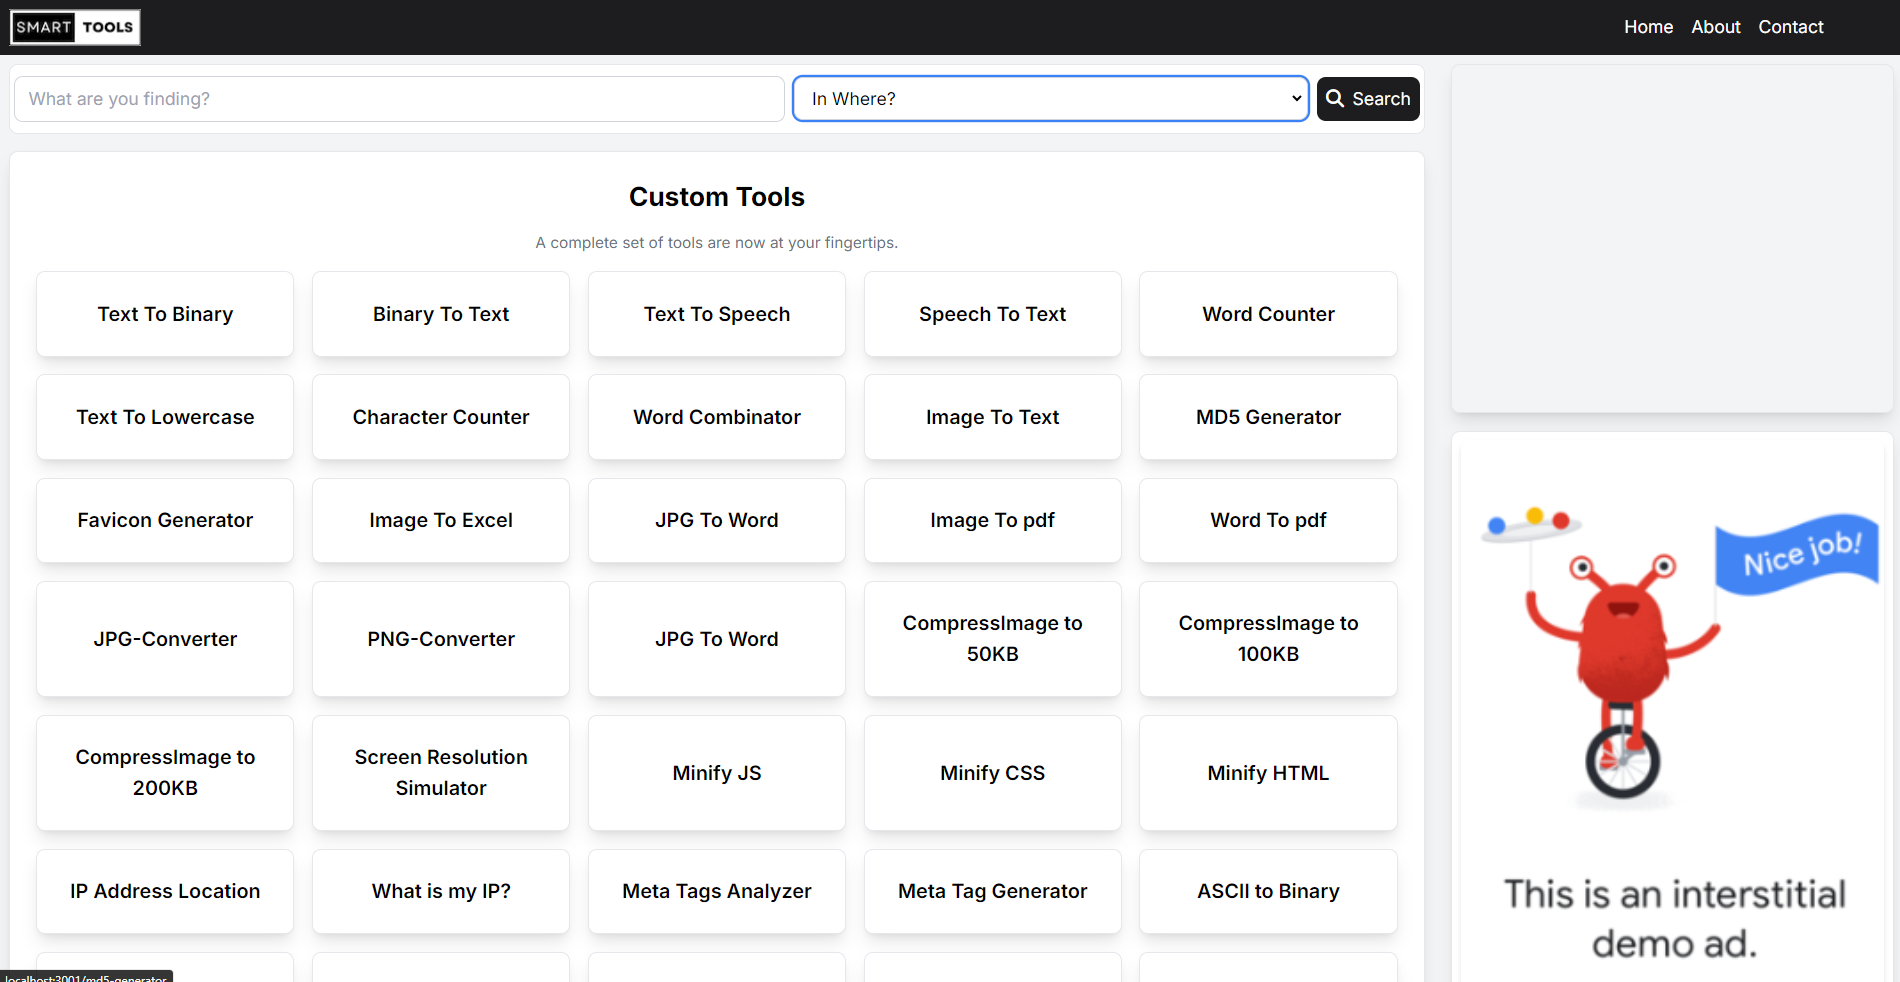 SMART TOOLS
Home About Contact
What are you finding?
In Where?
Search
Custom Tools
A complete set of tools are now at your fingertips.
Text To Binary
Binary To Text
Text To Speech
Speech To Text
Word Counter
Text To Lowercase
Character Counter
Word Combinator
Image To Text
MD5 Generator
Favicon Generator
Image To Excel
JPG To Word
Image To pdf
Word To pdf
JPG-Converter
PNG-Converter
JPG To Word
CompressImage to
50KB
CompressImage to
100KB
CompressImage to
200KB
Screen Resolution
Simulator
Minify JS
Minify CSS
Minify HTML
IP Address Location
What is my IP?
Meta Tags Analyzer
Meta Tag Generator
ASCII to Binary
Nice job!
This is an interstitial
demo ad.
localhost:3001/md5-generator